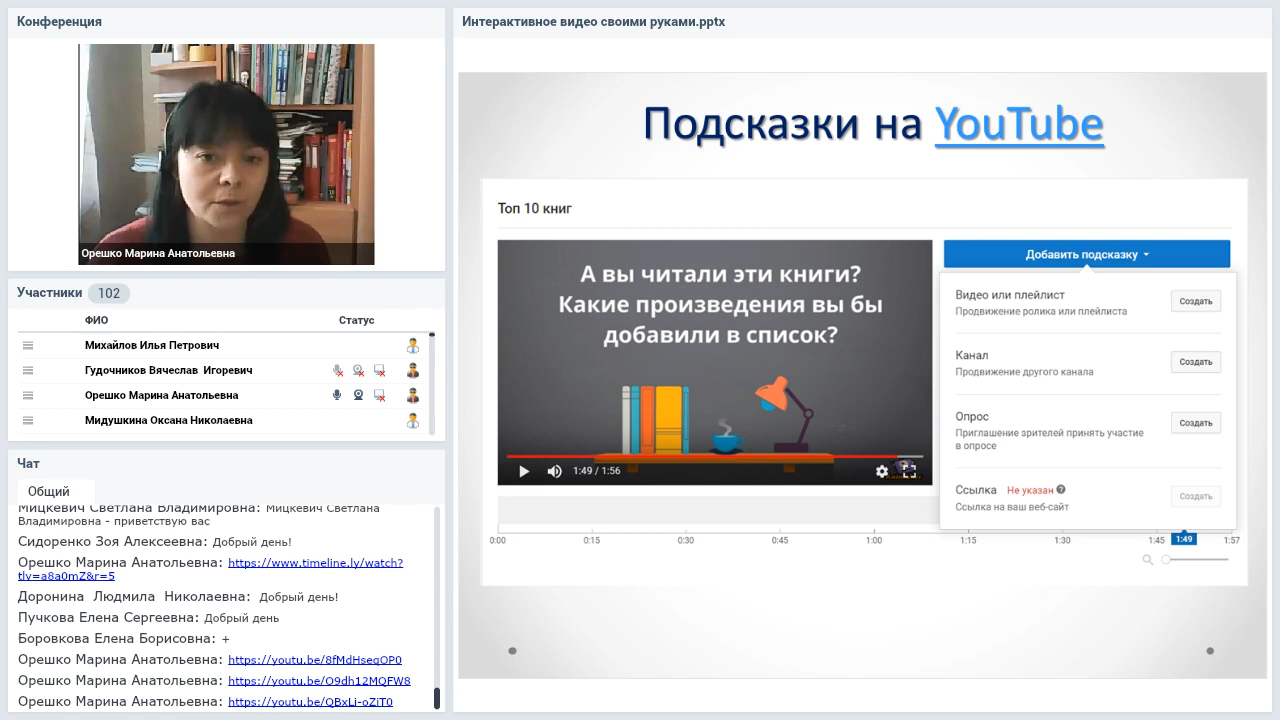 Конференция
Орешко Марина Анатольевна
Участники 102
ФИО Статус
Михайлов Илья Петрович
Гудочников Вячеслав Игоревич
Орешко Марина Анатольевна
Мидушкина Оксана Николаевна
Чат
Общий
Мицкевич Светлана Владимировна: Мицкевич Светлана
Владимировна - приветствую вас
Сидоренко Зоя Алексеевна: Добрый день!
Орешко Марина Анатольевна: https://www.timeline.ly/watch?
tlv=a8a0mZ&r=5
Доронина Людмила Николаевна: Добрый день!
Пучкова Елена Сергеевна: Добрый день
Боровкова Елена Борисовна: +
Орешко Марина Анатольевна: https://youtu.be/8fMdHseqOP0
Орешко Марина Анатольевна: https://youtu.be/O9dh12MQFW8
Орешко Марина Анатольевна: https://youtu.be/QBxLi-oZiT0
Интерактивное видео своими руками.pptx
Подсказки на YouTube
Топ 10 книг
А вы читали эти книги?
Какие произведения вы бы
добавили в список?
1:49 / 1:56
Добавить подсказку
Видео или плейлист
Продвижение ролика или плейлиста
Создать
Канал
Продвижение другого канала
Создать
Опрос
Приглашение зрителей принять участие
в опросе
Создать
Ссылка Не указан ?
Ссылка на ваш веб-сайт
Создать
0:00 0:15 0:30 0:45 1:00 1:15 1:30 1:45 1:49 1:57